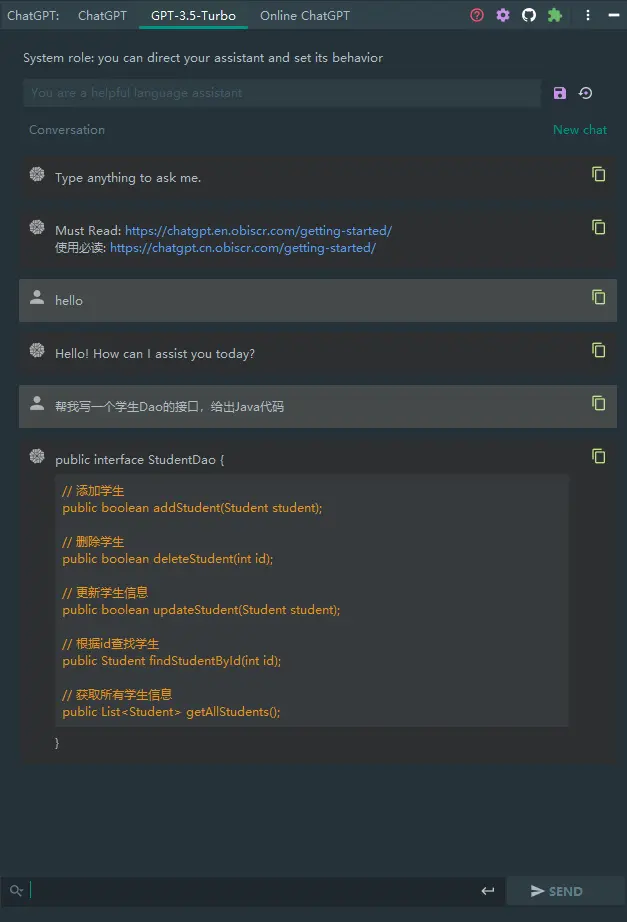 ChatGPT: ChatGPT GPT-3.5-Turbo Online ChatGPT
System role: you can direct your assistant and set its behavior
You are a helpful language assistant
Conversation New chat
Type anything to ask me.
Must Read: https://chatgpt.en.obiscr.com/getting-started/
使用必读: https://chatgpt.cn.obiscr.com/getting-started/
hello
Hello! How can I assist you today?
帮我写一个学生Dao的接口，给出Java代码
public interface StudentDao {
// 添加学生
public boolean addStudent(Student student);
// 删除学生
public boolean deleteStudent(int id);
// 更新学生信息
public boolean updateStudent(Student student);
// 根据id查找学生
public Student findStudentById(int id);
// 获取所有学生信息
public List<Student> getAllStudents();
}
SEND